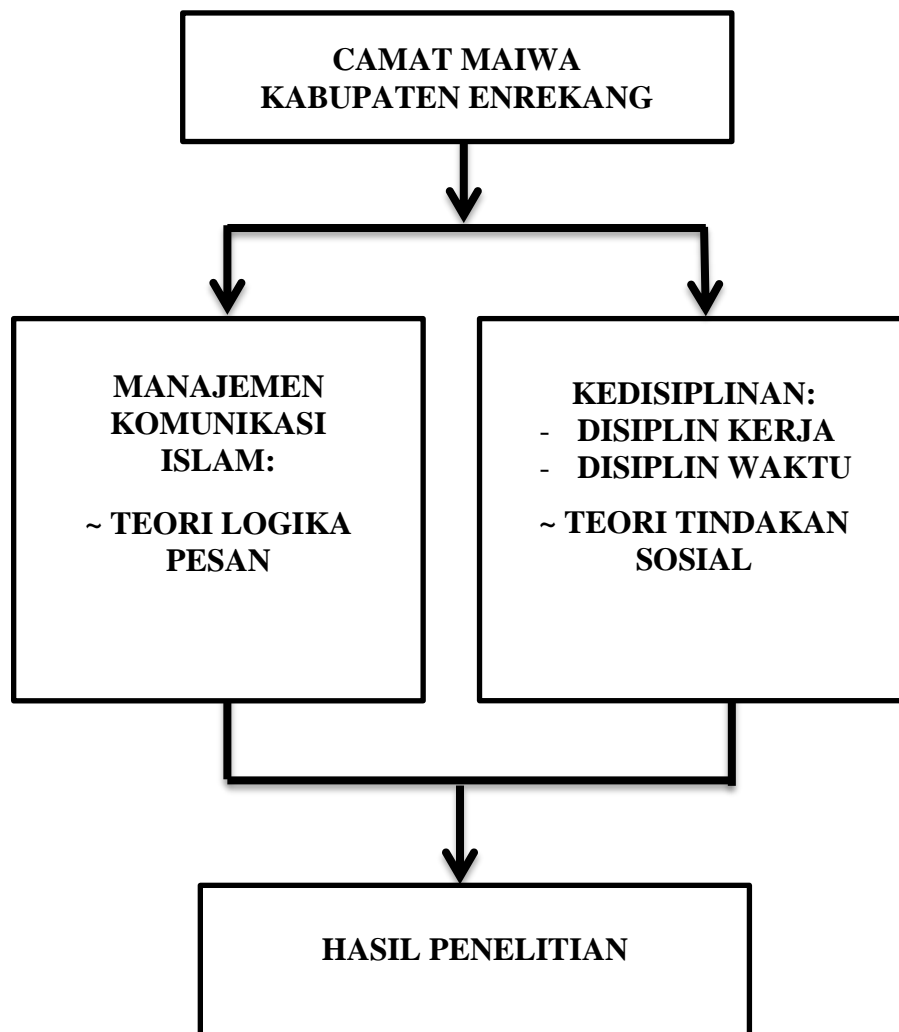 CAMAT MAIWA
KABUPATEN ENREKANG
MANAJEMEN
KOMUNIKASI
ISLAM:
~ TEORI LOGIKA
PESAN
KEDISIPLINAN:
- DISIPLIN KERJA
- DISIPLIN WAKTU
~ TEORI TINDAKAN
SOSIAL
HASIL PENELITIAN